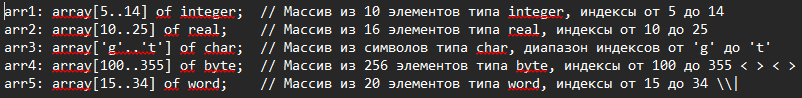 arr1: array[5..14] of integer;  // Массив из 10 элементов типа integer, индексы от 5 до 14
arr2: array[10..25] of real;    // Массив из 16 элементов типа real, индексы от 10 до 25
arr3: array['g'..'t'] of char;  // Массив из символов типа char, диапазон индексов от 'g' до 't'
arr4: array[100..355] of byte;  // Массив из 256 элементов типа byte, индексы от 100 до 355 < > < >
arr5: array[15..34] of word;    // Массив из 20 элементов типа word, индексы от 15 до 34 \\|